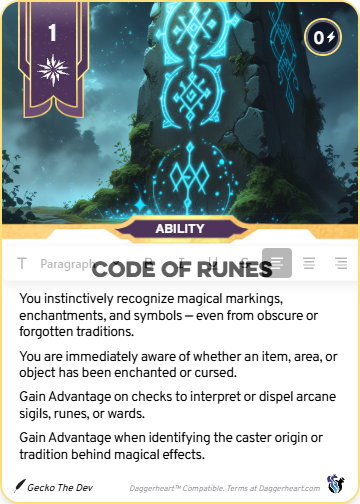 1
0
ABILITY
Paragraph
CODE OF RUNES
You instinctively recognize magical markings,
enchantments, and symbols – even from obscure or
forgotten traditions.
You are immediately aware of whether an item, area, or
object has been enchanted or cursed.
Gain Advantage on checks to interpret or dispel arcane
sigils, runes, or wards.
Gain Advantage when identifying the caster origin or
tradition behind magical effects.
Gecko The Dev
Daggerheart™ Compatible. Terms at Daggerheart.com